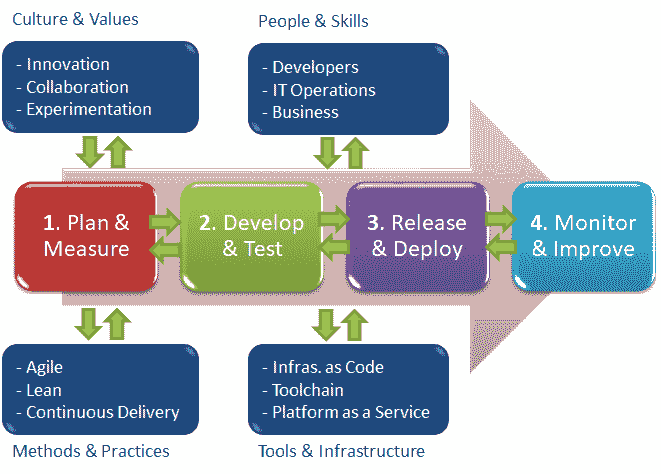 Culture & Values
- Innovation
- Collaboration
- Experimentation
People & Skills
- Developers
- IT Operations
- Business
1. Plan &
Measure
2. Develop
& Test
3. Release
& Deploy
4. Monitor
& Improve
- Agile
- Lean
- Continuous Delivery
Methods & Practices
- Infras. as Code
- Toolchain
- Platform as a Service
Tools & Infrastructure